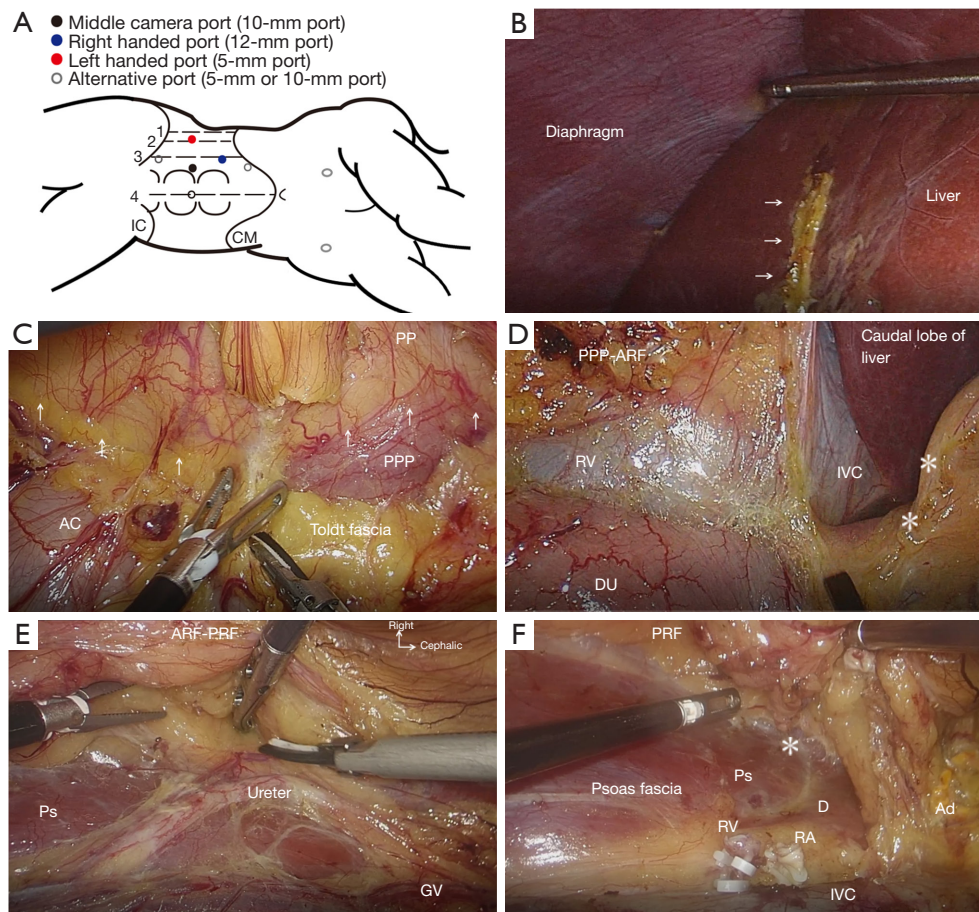 A
Middle camera port (10-mm port)
Right handed port (12-mm port)
Left handed port (5-mm port)
Alternative port (5-mm or 10-mm port)
1
2
3
4
IC
CM
B
Diaphragm
Liver
C
PP
PPP
AC
Toldt fascia
D
PPP-ARF
Caudal lobe of
liver
RV
IVC
*
*
DU
E
ARF-PRF
Right
Cephalic
Ps
Ureter
GV
F
PRF
*
Ps
Psoas fascia
D
Ad
RV
RA
IVC